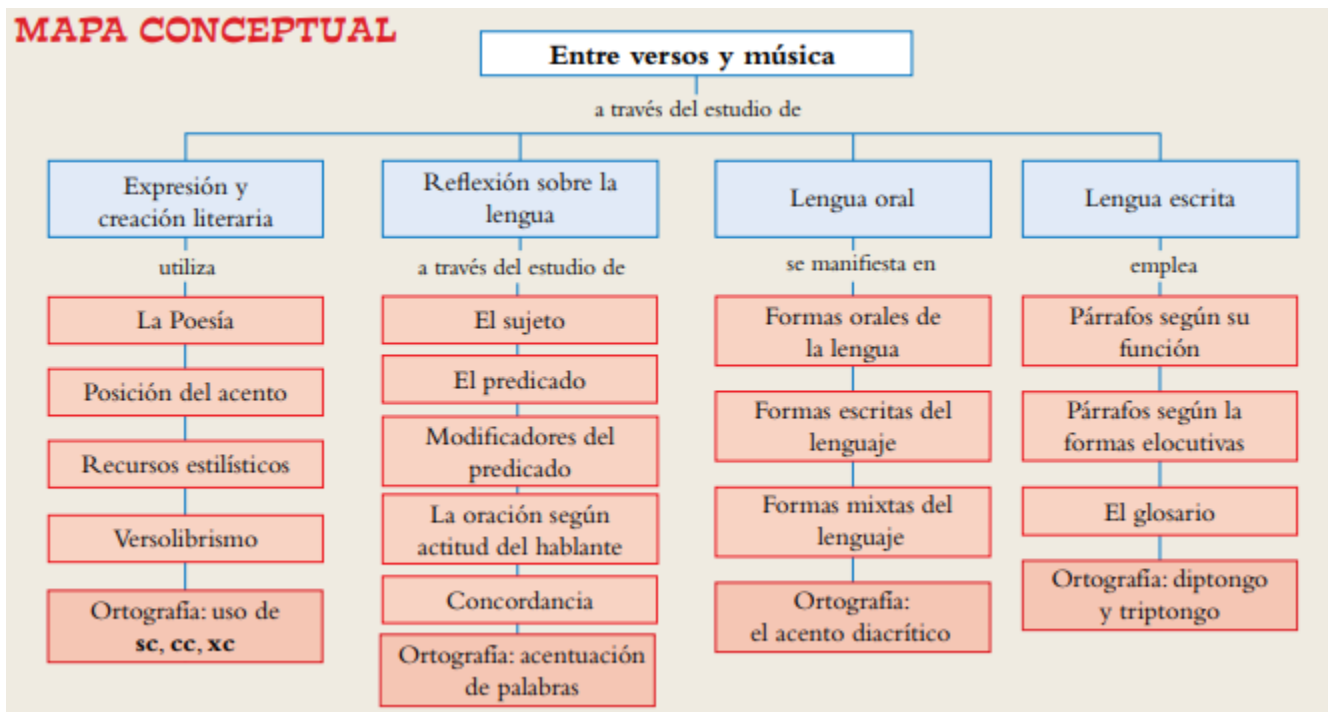 MAPA CONCEPTUAL
Entre versos y música
a través del estudio de
Expresión y
creación literaria
utiliza
La Poesía
Posición del acento
Recursos estilísticos
Versolibrismo
Ortografía: uso de
sc, cc, xc
Reflexión sobre la
lengua
a través del estudio de
El sujeto
El predicado
Modificadores del
predicado
La oración según
actitud del hablante
Concordancia
Ortografía: acentuación
de palabras
Lengua oral
se manifiesta en
Formas orales de
la lengua
Formas escritas del
lenguaje
Formas mixtas del
lenguaje
Ortografía:
el acento diacrítico
Lengua escrita
emplea
Párrafos según su
función
Párrafos según la
formas elocutivas
El glosario
Ortografía: diptongo
y triptongo